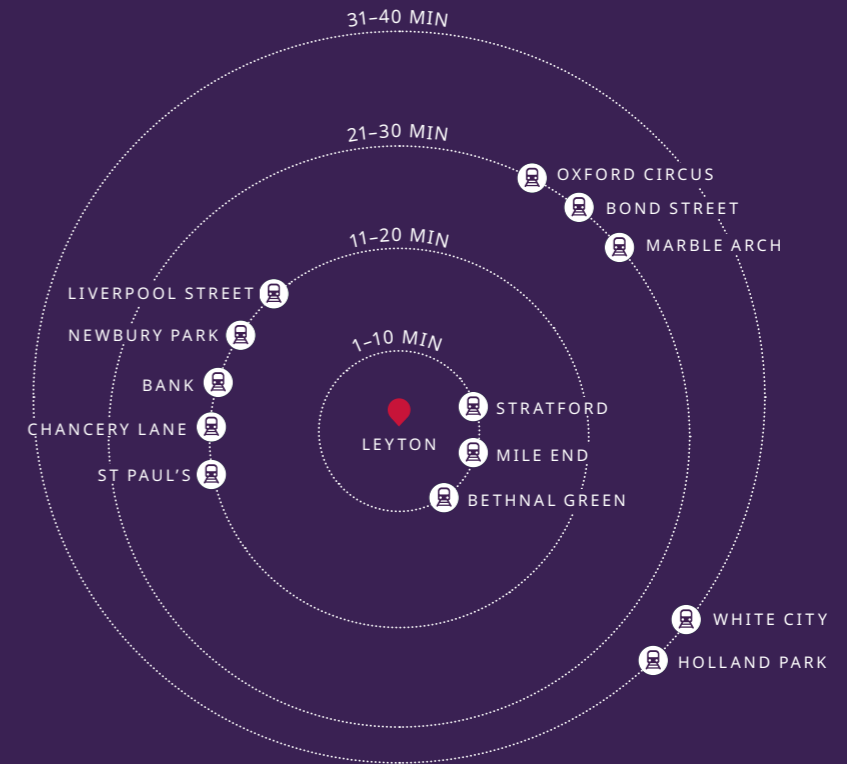 31–40 MIN
21–30 MIN
OXFORD CIRCUS
BOND STREET
11–20 MIN
MARBLE ARCH
LIVERPOOL STREET
NEWBURY PARK
1–10 MIN
BANK
STRATFORD
CHANCERY LANE
LEYTON
MILE END
ST PAUL’S
BETHNAL GREEN
WHITE CITY
HOLLAND PARK